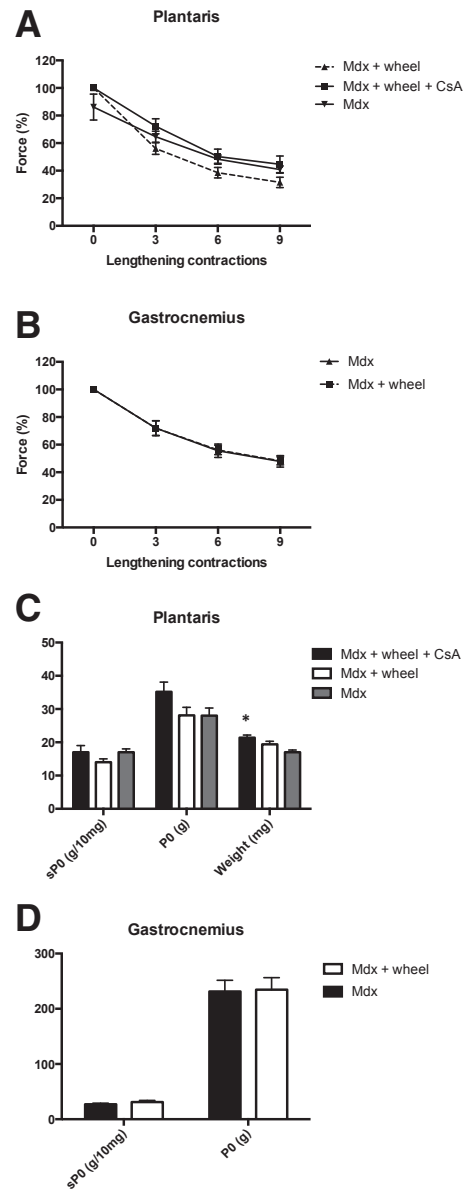 A
Plantaris
Mdx + wheel
Mdx + wheel + CsA
Mdx
120
100
80
60
40
20
0
Force (%)
0 3 6 9
Lengthening contractions
B
Gastrocnemius
Mdx
Mdx + wheel
120
100
80
60
40
20
0
Force (%)
0 3 6 9
Lengthening contractions
C
Plantaris
Mdx + wheel + CsA
Mdx + wheel
Mdx
50
40
30
20
10
0
*
sP0 (g/10mg) P0 (g) Weight (mg)
D
Gastrocnemius
Mdx + wheel
Mdx
300
200
100
0
sP0 (g/10mg) P0 (g)